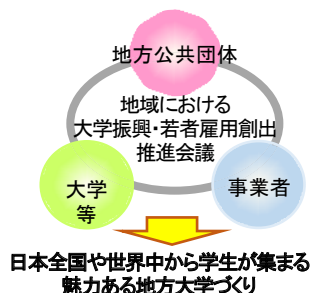 地方公共団体
地域における
大学振興・若者雇用創出
推進会議
大学
等
事業者
日本全国や世界中から学生が集まる
魅力ある地方大学づくり